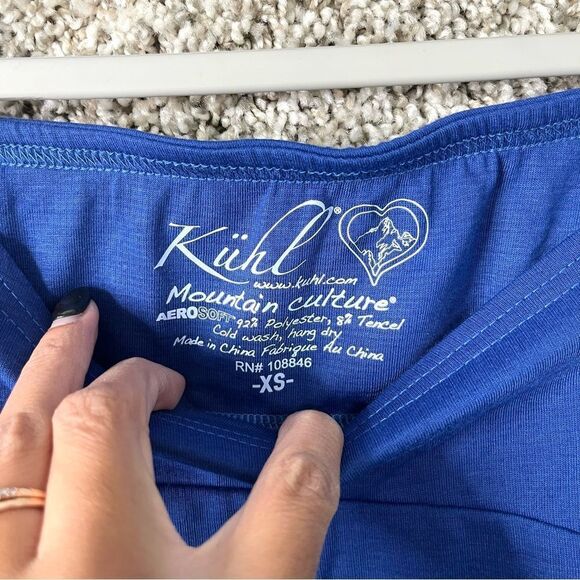 Kühl®
www.kuhl.com
Mountain culture®
AEROSOFT™ 92% Polyester, 8% Tencel
Cold wash, hang dry
Made in China Fabrique Au China
RN# 108846
-XS-